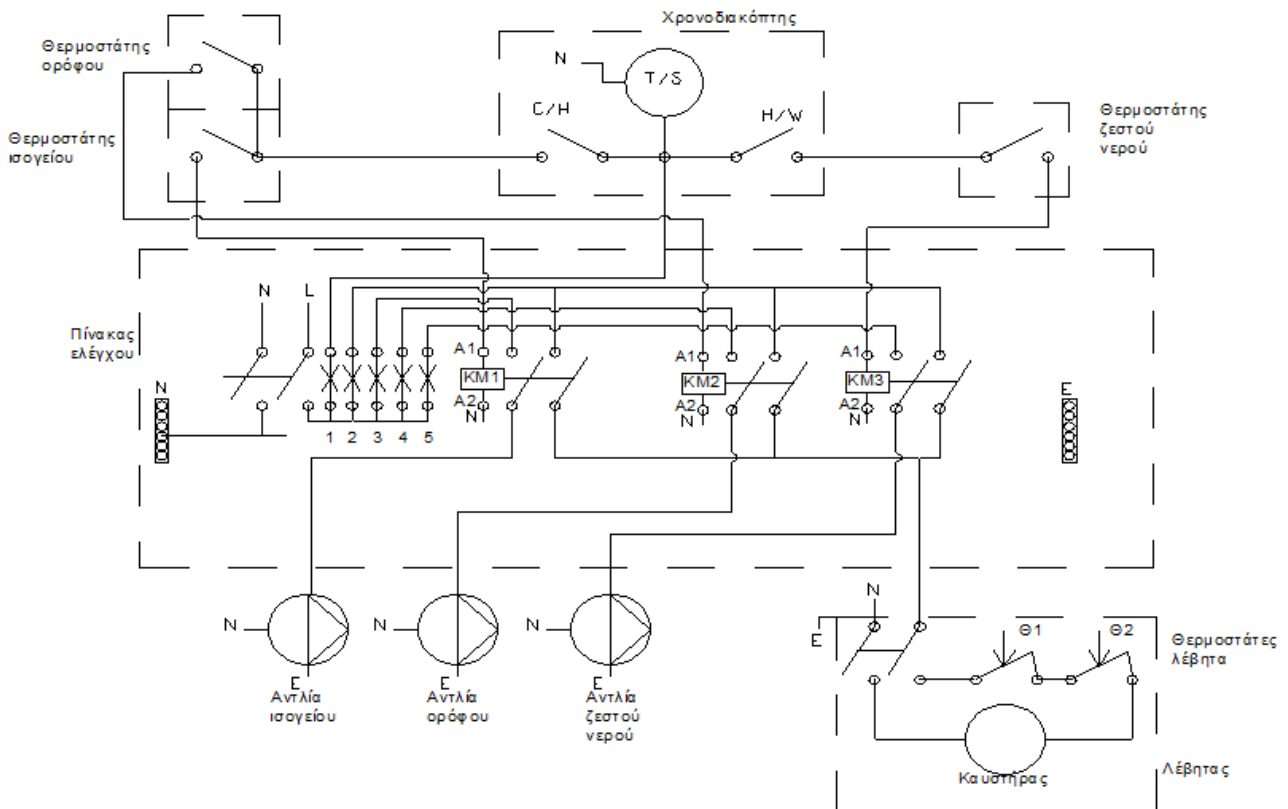 Χρονοδιακόπτης
Θερμοστάτης
ορόφου
N
T/S
C/H
H/W
Θερμοστάτης
ζεστού
νερού
Θερμοστάτης
ισογείου
N
L
Πίνακας
ελέγχου
A1
A1
A1
KM1
KM2
KM3
N
A2
A2
A2
E
N
N
N
1 2 3 4 5
N
N
N
N
E
Θ1
Θ2
Θερμοστάτες
λέβητα
E
E
E
Αντλία
ισογείου
Αντλία
ορόφου
Αντλία
ζεστού
νερού
Καυστήρας
Λέβητας